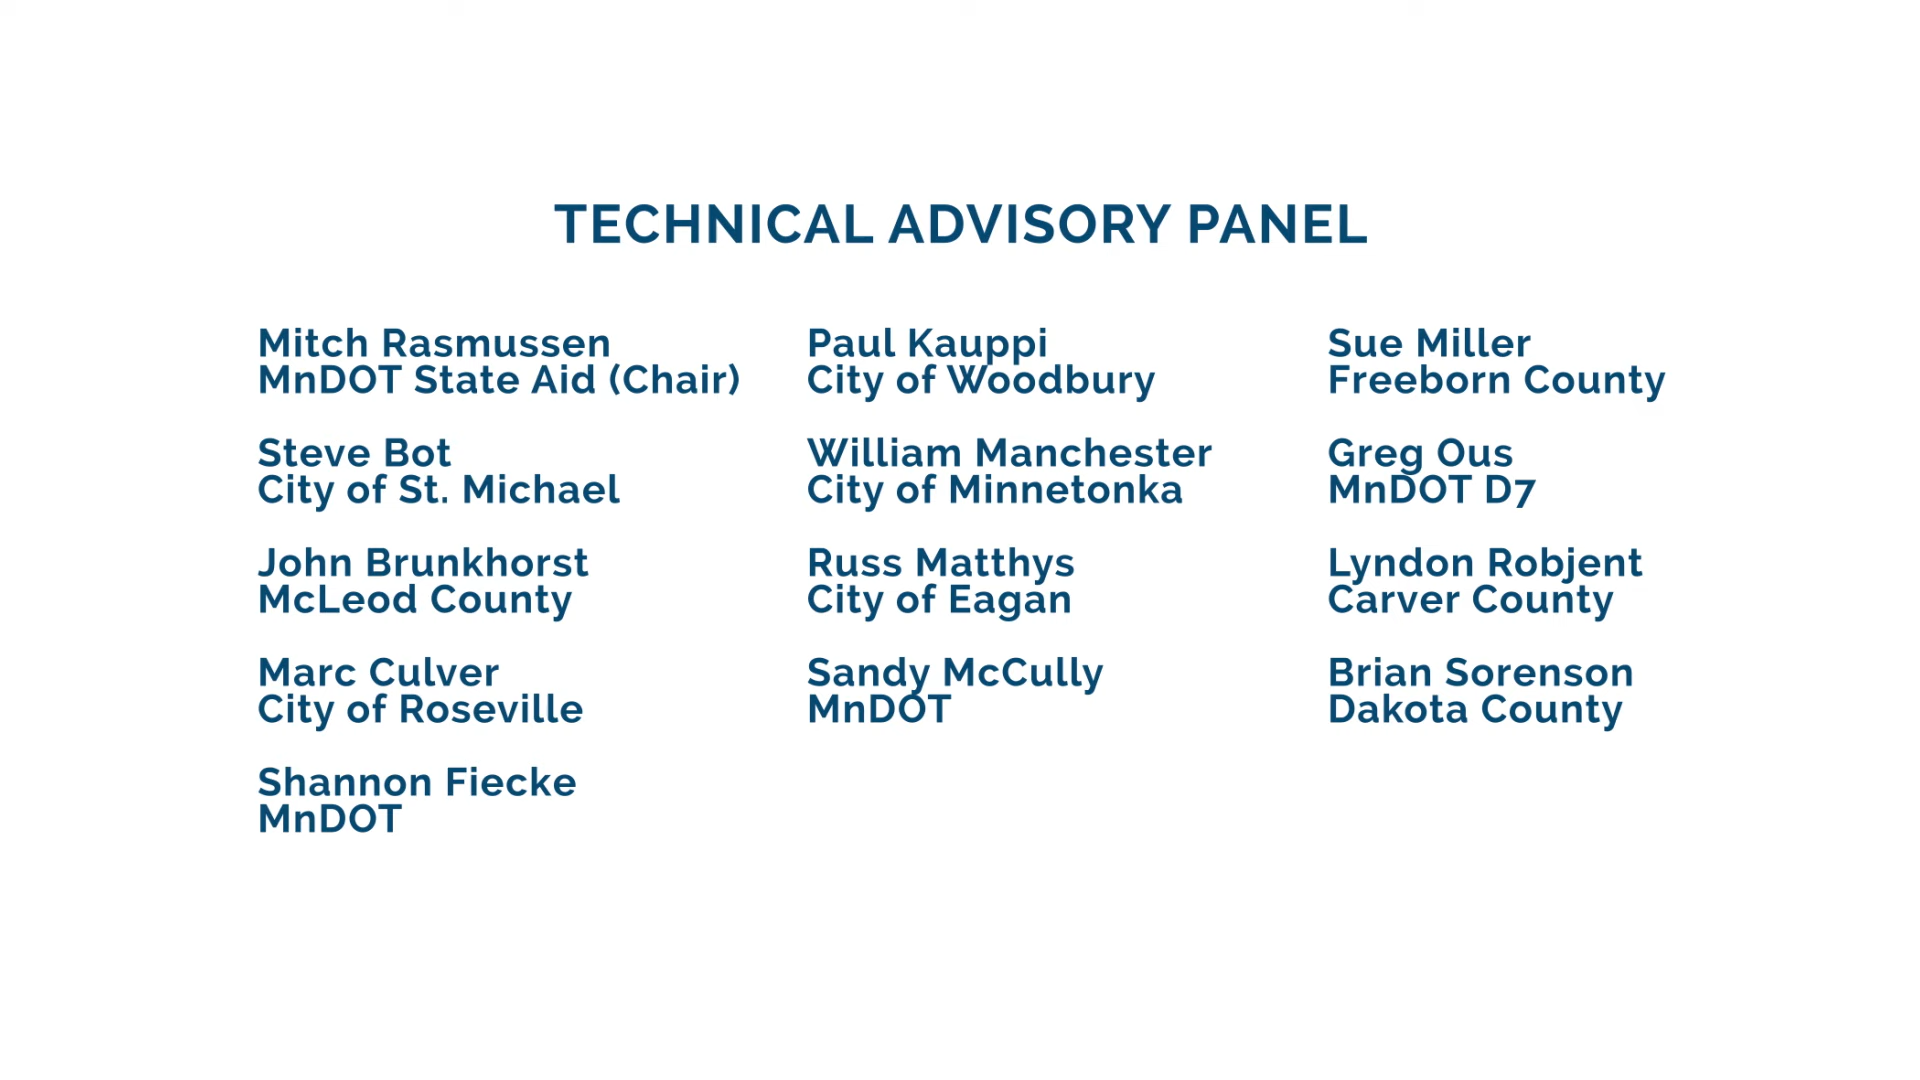 TECHNICAL ADVISORY PANEL
Mitch Rasmussen
MnDOT State Aid (Chair)
Steve Bot
City of St. Michael
John Brunkhorst
McLeod County
Marc Culver
City of Roseville
Shannon Fiecke
MnDOT
Paul Kauppi
City of Woodbury
William Manchester
City of Minnetonka
Russ Matthys
City of Eagan
Sandy McCully
MnDOT
Sue Miller
Freeborn County
Greg Ous
MnDOT D7
Lyndon Robjent
Carver County
Brian Sorenson
Dakota County